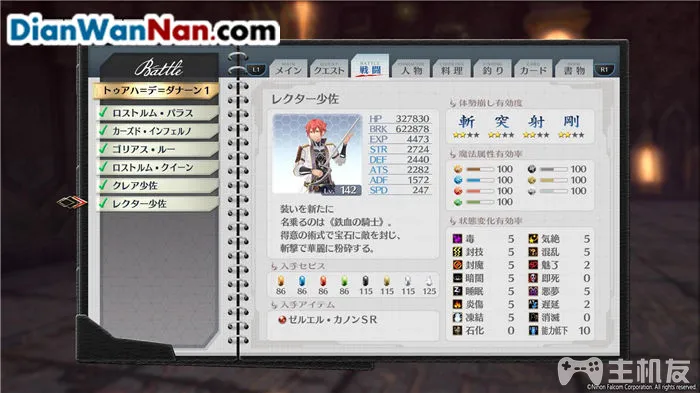 DianWanNan.com
L1
MAIN
メイン
QUEST
クエスト
BATTLE
戦闘
CHARACTER
人物
COOKING
料理
FISHING
釣り
CARD
カード
BOOK
書物
R1
Battle
トゥアハ=デ=ダナーン1
ロストルム・パラス
カーズド・インフェルノ
ゴリアス・ルー
ロストルム・クイーン
クレア少佐
レクター少佐
レクター少佐
Lv. 142
HP 327830
BRK 622878
EXP 4473
STR 2724
DEF 2440
ATS 2282
ADF 1572
SPD 247
装いを新たに
名乗るのは《鉄血の騎士》。
得意の術式で宝石に敵を封じ、
斬撃で華麗に粉砕する。
入手セピス
86 86 86 86 115 115 115 125
入手アイテム
ゼルエル・カノンSR
体勢崩し有効度
斬 突 射 剛
魔法属性有効率
100 100
100 100
100 100
100
状態変化有効率
毒 5 気絶 5
封技 5 混乱 5
封魔 5 魅了 2
暗闇 5 即死 0
睡眠 5 悪夢 5
炎傷 5 遅延 2
凍結 5 消滅 0
石化 0 能力低下 10
主机友
©Nihon Falcom Corporation. All rights reserved.